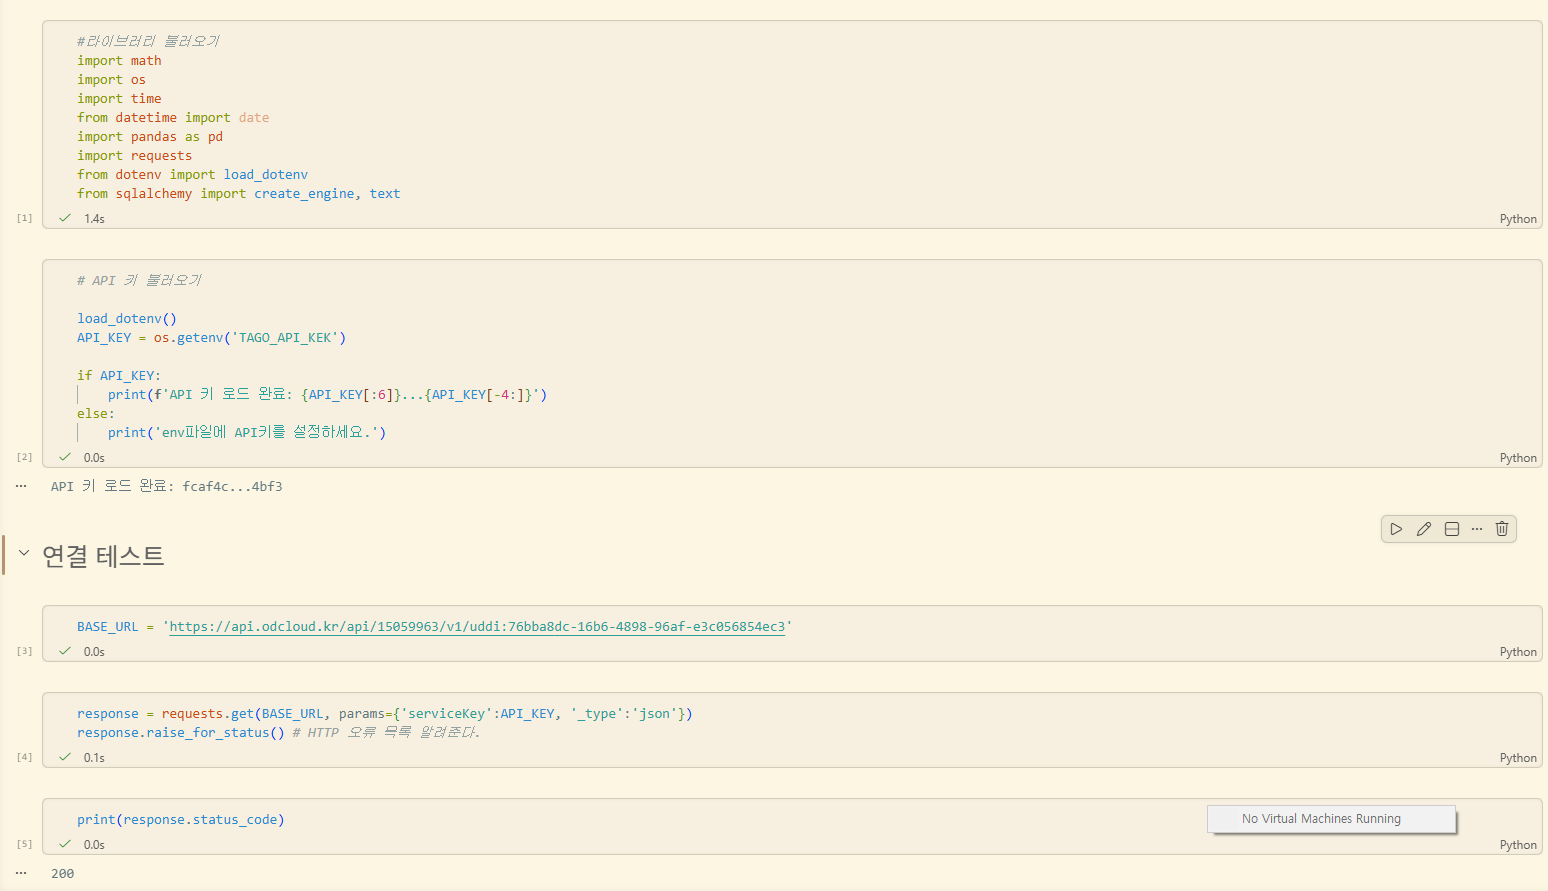 #라이브러리 불러오기
import math
import os
import time
from datetime import date
import pandas as pd
import requests
from dotenv import load_dotenv
from sqlalchemy import create_engine, text
[1]
1.4s
Python
# API 키 불러오기
load_dotenv()
API_KEY = os.getenv('TAGO_API_KEK')
if API_KEY:
print(f'API 키 로드 완료: {API_KEY[:6]}...{API_KEY[-4:]}')
else:
print('env파일에 API키를 설정하세요.')
[2]
0.0s
Python
API 키 로드 완료: fcaf4c...4bf3
연결 테스트
BASE_URL = 'https://api.odcloud.kr/api/15059963/v1/uddi:76bba8dc-16b6-4898-96af-e3c056854ec3'
[3]
0.0s
Python
response = requests.get(BASE_URL, params={'serviceKey':API_KEY, '_type':'json'})
response.raise_for_status() # HTTP 오류 목록 알려준다.
[4]
0.1s
Python
print(response.status_code)
No Virtual Machines Running
[5]
0.0s
Python
200